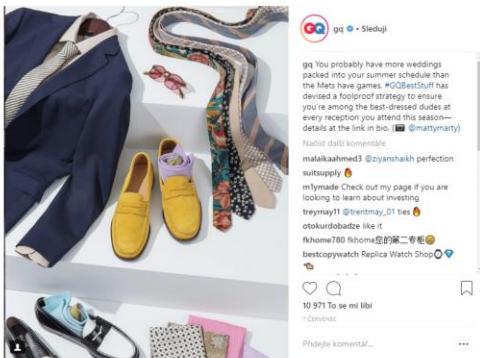 GQ gq • Sleduji
gq You probably have more weddings
packed into your summer schedule than
the Mets have games. #GQBestStuff has
devised a foolproof strategy to ensure
you're among the best-dressed dudes at
every reception you attend this season—
details at the link in bio. (📷 @mattymarty)
Načíst další komentáře
malaikaahmed3 @ziyanshaikh perfection
suitsupply 🔥
m1ymade Check out my page if you are
looking to learn about investing
treymay11 @trentmay_01 ties 🔥
otokurdobadze like it
fkhome780 fkhome您的第二专柜😄
bestcopywatch Replica Watch Shop⌚💎
10 971 To se mi líbí
7 ČERVENEC
Přidejte komentář...